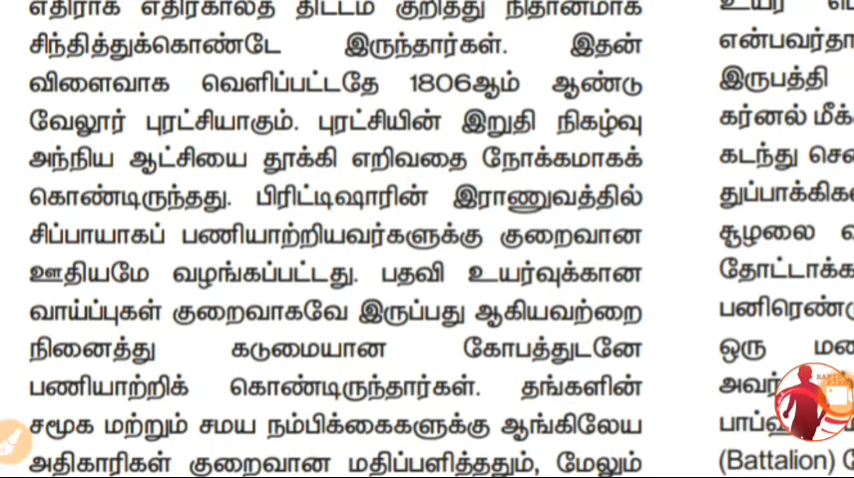 எதிராக எதிர்காலத் திட்டம் குறித்து நிதானமாக
சிந்தித்துக்கொண்டே இருந்தார்கள். இதன்
விளைவாக வெளிப்பட்டதே 1806ஆம் ஆண்டு
வேலூர் புரட்சியாகும். புரட்சியின் இறுதி நிகழ்வு
அந்நிய ஆட்சியை தூக்கி எறிவதை நோக்கமாகக்
கொண்டிருந்தது. பிரிட்டிஷாரின் இராணுவத்தில்
சிப்பாயாகப் பணியாற்றியவர்களுக்கு குறைவான
ஊதியமே வழங்கப்பட்டது. பதவி உயர்வுக்கான
வாய்ப்புகள் குறைவாகவே இருப்பது ஆகியவற்றை
நினைத்து கடுமையான கோபத்துடனே
பணியாற்றிக் கொண்டிருந்தார்கள். தங்களின்
சமூக மற்றும் சமய நம்பிக்கைகளுக்கு ஆங்கிலேய
அதிகாரிகள் குறைவான மதிப்பளித்ததும், மேலும்
உயர்
என்பவர்தா
இருபத்தி
கர்னல் மீக்
கடந்து சென
துப்பாக்கிக
சூழலை
தோட்டாக்க
பனிரெண்டு
ஒரு
அவர்
(Battalion)